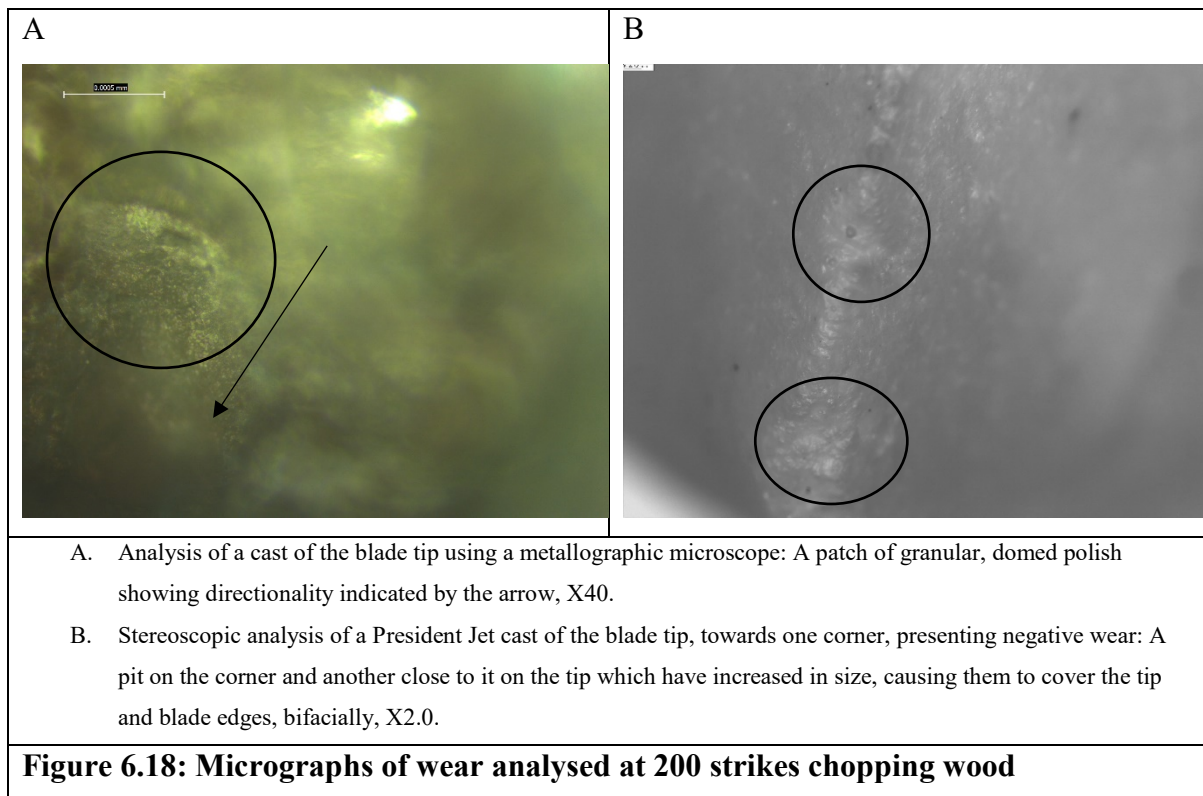 A
B
0.0005 mm
A. Analysis of a cast of the blade tip using a metallographic microscope: A patch of granular, domed polish
showing directionality indicated by the arrow, X40.
B. Stereoscopic analysis of a President Jet cast of the blade tip, towards one corner, presenting negative wear: A
pit on the corner and another close to it on the tip which have increased in size, causing them to cover the tip
and blade edges, bifacially, X2.0.
Figure 6.18: Micrographs of wear analysed at 200 strikes chopping wood